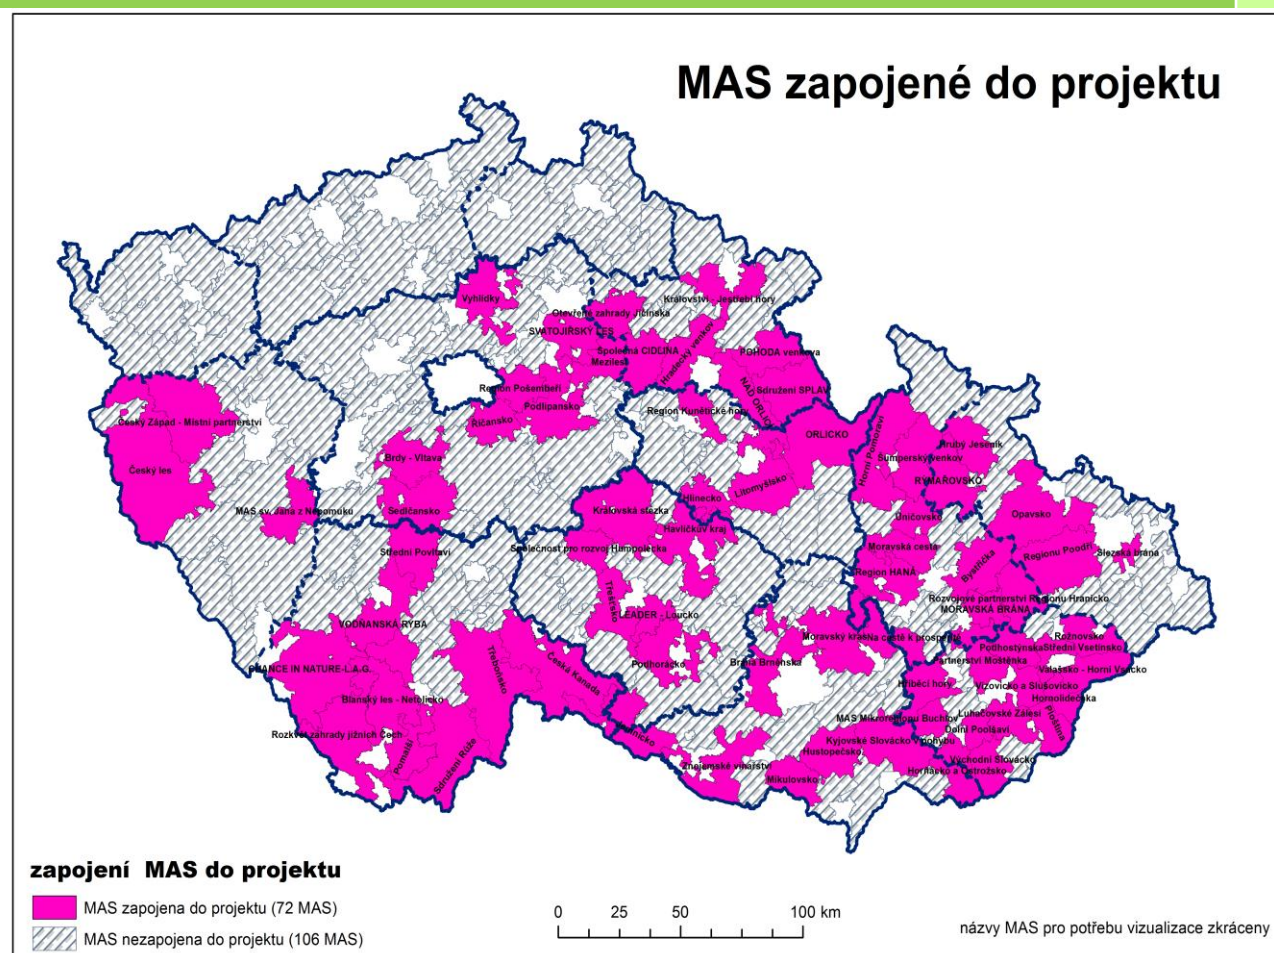 MAS zapojené do projektu
Vyhlídky
Království - Jestřebí hory
Otevřené zahrady Jičínska
SVATOJIŘSKÝ LES
Společná CIDLINA
Mezilesí
Hradecký venkov
POHODA venkova
Region Pošembeří
Podlipansko
Říčansko
NAD ORLICÍ
Sdružení SPLAV
Region Kunětické hory
Český Západ - Místní partnerství
ORLICKO
Horní Pomoraví
Hrubý Jeseník
Šumperský venkov
Brdy - Vltava
Český les
RÝMAŘOVSKO
Litomyšlsko
Hlinecko
MAS sv. Jana z Nepomuku
Sedlčansko
Královská stezka
Havlíčkův kraj
Uničovsko
Opavsko
Střední Povltaví
Společnost pro rozvoj Humpolecka
Moravská cesta
Bystřička
Regionu Poodří
Slezská brána
Region HANÁ
Třešťsko
Rozvojové partnerství Regionu Hranicko
MORAVSKÁ BRÁNA
LEADER - Loucko
VODŇANSKÁ RYBA
Moravský kras
Na cestě k prosperitě
Rožnovsko
Podhostýnska
Střední Vsetínsko
CHANCE IN NATURE-L.A.G.
Třeboňsko
Česká Kanada
Podhorácko
Brána Brněnska
Partnerství Moštěnka
Valašsko - Horní Vsacko
Hříběcí hory
Vizovicko a Slušovicko
Hornolidečska
Blanský les - Netolicko
Ploština
Luhačovské Zálesí
MAS Mikroregionu Buchlov
Dolní Poolšaví
Rozkvět zahrady jižních Čech
Pomalší
Sdružení Růže
Kyjovské Slovácko v pohybu
Hustopečsko
Východní Slovácko
Znojemské vinařství
Mikulovsko
Horňácko a Ostrožsko
zapojení MAS do projektu
MAS zapojena do projektu (72 MAS)
MAS nezapojena do projektu (106 MAS)
0 25 50 100 km
názvy MAS pro potřebu vizualizace zkráceny